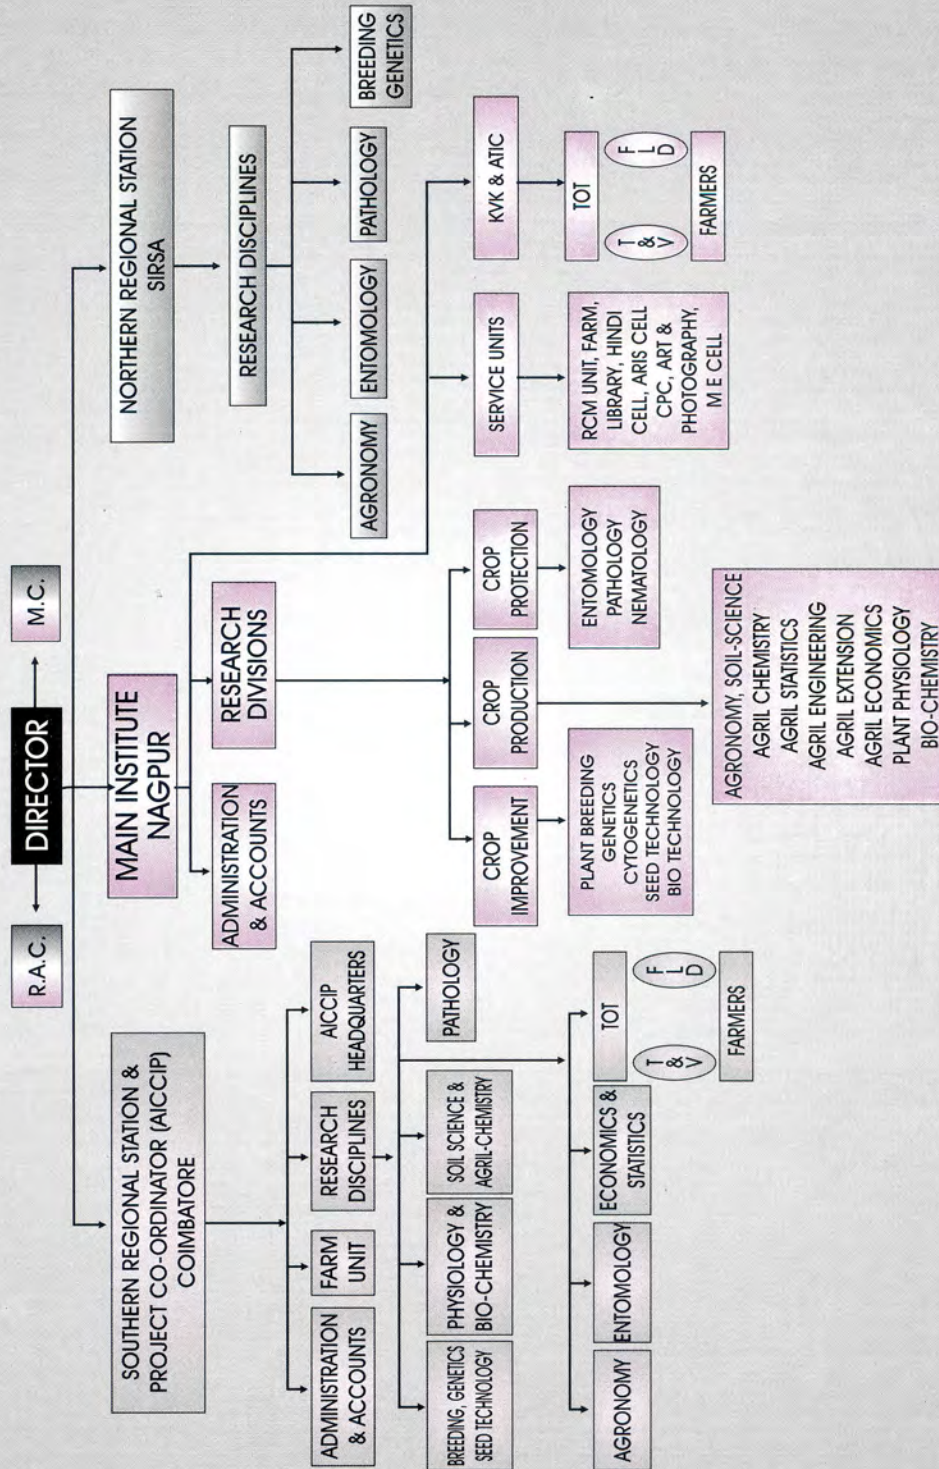 DIRECTOR
R.A.C.
M.C.
SOUTHERN REGIONAL STATION &
PROJECT CO-ORDINATOR (AICCIP)
COIMBATORE
MAIN INSTITUTE
NAGPUR
NORTHERN REGIONAL STATION
SIRSA
ADMINISTRATION
& ACCOUNTS
FARM
UNIT
RESEARCH
DISCIPLINES
AICCIP
HEADQUARTERS
BREEDING, GENETICS
SEED TECHNOLOGY
PHYSIOLOGY &
BIO-CHEMISTRY
SOIL SCIENCE &
AGRIL-CHEMISTRY
PATHOLOGY
AGRONOMY
ENTOMOLOGY
ECONOMICS &
STATISTICS
TOT
T & V
F L D
FARMERS
ADMINISTRATION
& ACCOUNTS
RESEARCH
DIVISIONS
CROP
IMPROVEMENT
CROP
PRODUCTION
CROP
PROTECTION
PLANT BREEDING
GENETICS
CYTOGENETICS
SEED TECHNOLOGY
BIO TECHNOLOGY
ENTOMOLOGY
PATHOLOGY
NEMATOLOGY
AGRONOMY, SOIL-SCIENCE
AGRIL CHEMISTRY
AGRIL STATISTICS
AGRIL ENGINEERING
AGRIL EXTENSION
AGRIL ECONOMICS
PLANT PHYSIOLOGY
BIO-CHEMISTRY
RESEARCH DISCIPLINES
AGRONOMY
ENTOMOLOGY
PATHOLOGY
BREEDING
GENETICS
SERVICE UNITS
KVK & ATIC
RCM UNIT, FARM,
LIBRARY, HINDI
CELL, ARIS CELL
CPC, ART &
PHOTOGRAPHY,
M E CELL
TOT
T & V
F L D
FARMERS